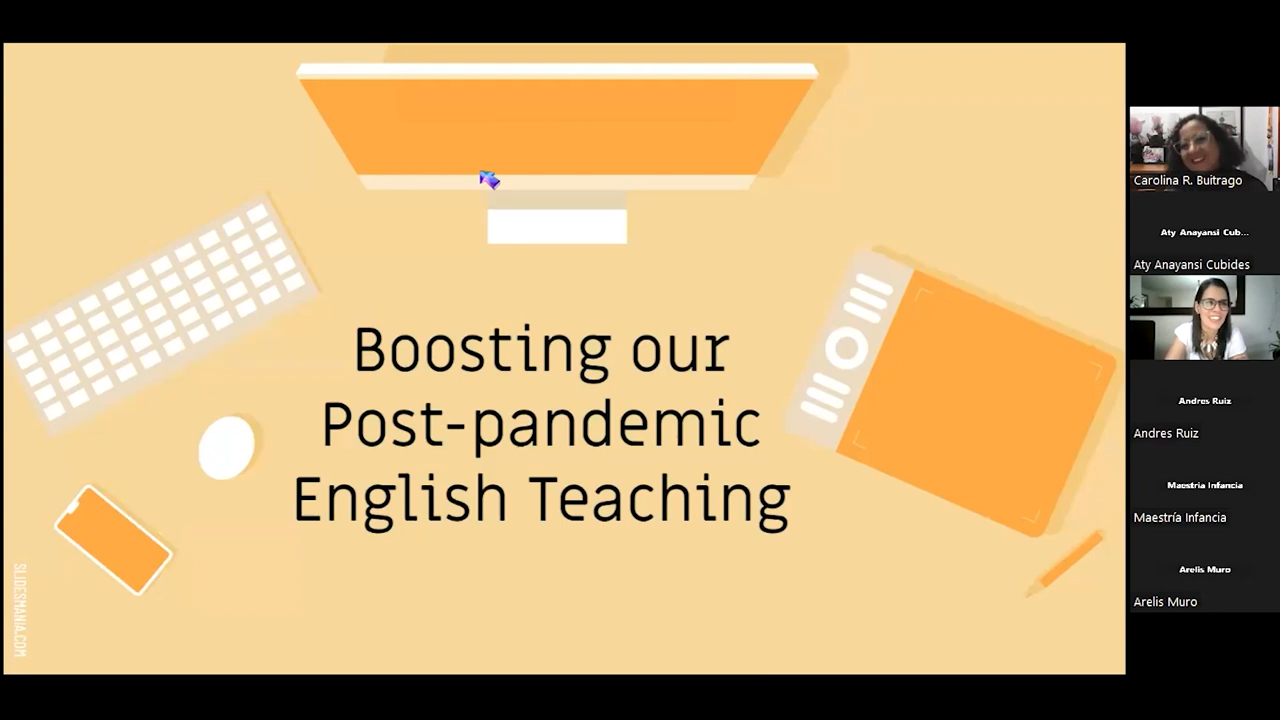 Boosting our
Post-pandemic
English Teaching
SLIDESMANIA.COM
Carolina R. Buitrago
Aty Anayansi Cub...
Aty Anayansi Cubides
Andres Ruiz
Andres Ruiz
Maestria Infancia
Maestría Infancia
Arelis Muro
Arelis Muro